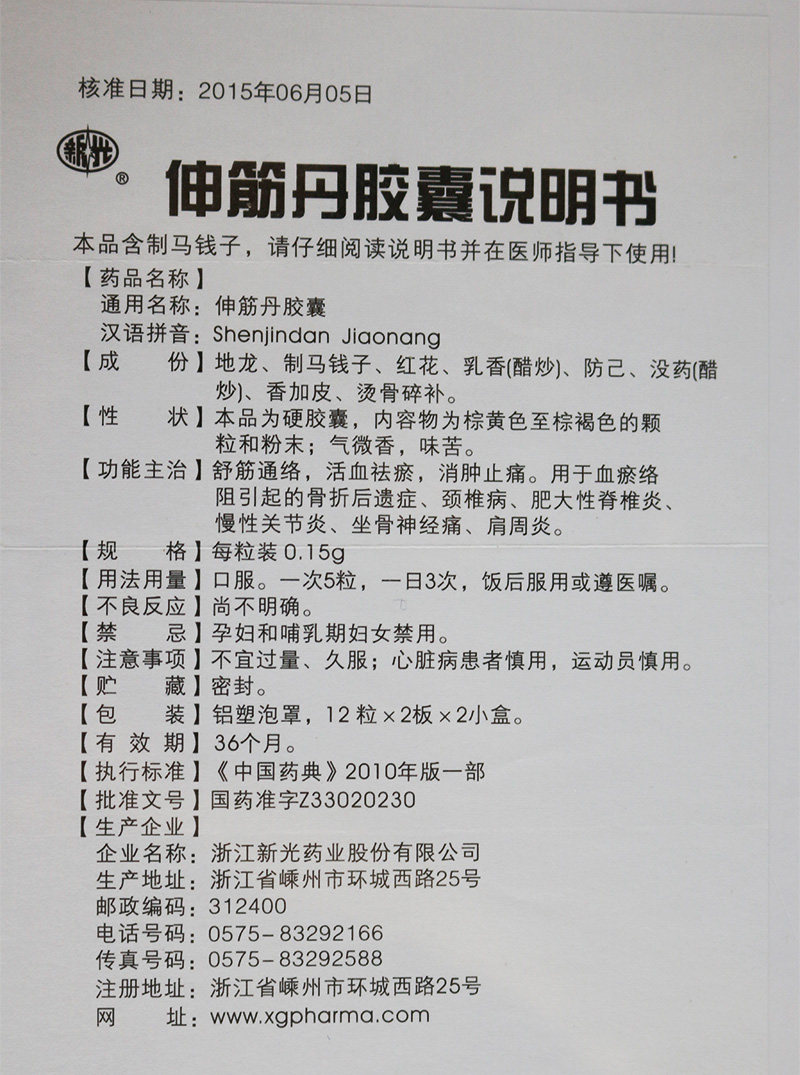 核准日期：2015年06月05日
新光
®
伸筋丹胶囊说明书
本品含制马钱子，请仔细阅读说明书并在医师指导下使用!
【药品名称】
通用名称：伸筋丹胶囊
汉语拼音：Shenjindan Jiaonang
【成 份】地龙、制马钱子、红花、乳香(醋炒)、防己、没药(醋
炒)、香加皮、烫骨碎补。
【性 状】本品为硬胶囊，内容物为棕黄色至棕褐色的颗
粒和粉末；气微香，味苦。
【功能主治】舒筋通络，活血祛瘀，消肿止痛。用于血瘀络
阻引起的骨折后遗症、颈椎病、肥大性脊椎炎、
慢性关节炎、坐骨神经痛、肩周炎。
【规 格】每粒装 0.15g
【用法用量】口服。一次5粒，一日3次，饭后服用或遵医嘱。
【不良反应】尚不明确。
【禁 忌】孕妇和哺乳期妇女禁用。
【注意事项】不宜过量、久服；心脏病患者慎用，运动员慎用。
【贮 藏】密封。
【包 装】铝塑泡罩，12 粒×2板×2小盒。
【有 效 期】36个月。
【执行标准】《中国药典》2010年版一部
【批准文号】国药准字Z33020230
【生产企业】
企业名称：浙江新光药业股份有限公司
生产地址：浙江省嵊州市环城西路25号
邮政编码：312400
电话号码：0575-83292166
传真号码：0575-83292588
注册地址：浙江省嵊州市环城西路25号
网 址：www.xgpharma.com